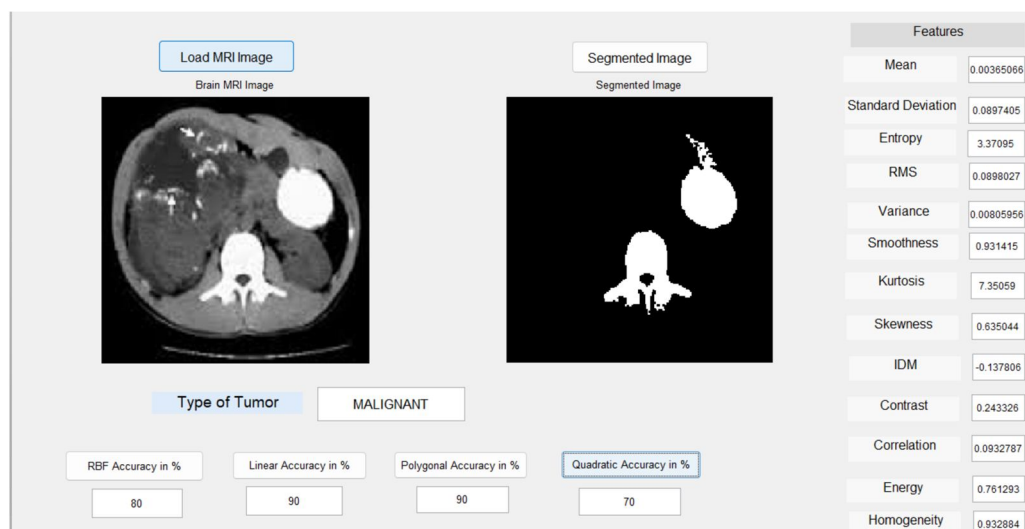 Load MRI Image
Brain MRI Image
Segmented Image
Segmented Image
Type of Tumor MALIGNANT
RBF Accuracy in % Linear Accuracy in % Polygonal Accuracy in % Quadratic Accuracy in %
80 90 90 70
Features
Mean 0.00365066
Standard Deviation 0.0897405
Entropy 3.37095
RMS 0.0898027
Variance 0.00805956
Smoothness 0.931415
Kurtosis 7.35059
Skewness 0.635044
IDM -0.137806
Contrast 0.243326
Correlation 0.0932787
Energy 0.761293
Homogeneity 0.932884